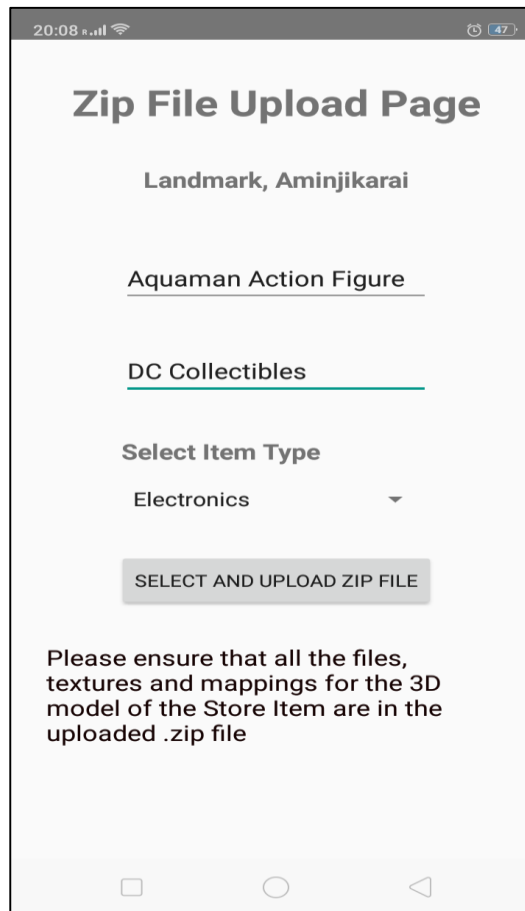 20:08 R 47
Zip File Upload Page
Landmark, Aminjikarai
Aquaman Action Figure
DC Collectibles
Select Item Type
Electronics
SELECT AND UPLOAD ZIP FILE
Please ensure that all the files,
textures and mappings for the 3D
model of the Store Item are in the
uploaded .zip file